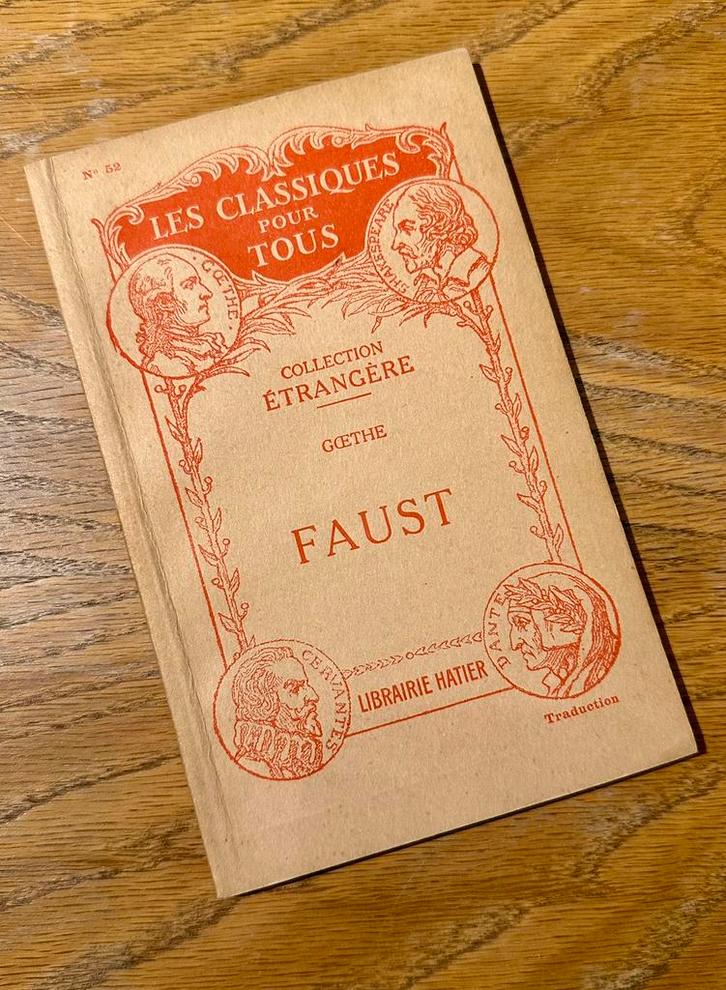 N° 52
LES CLASSIQUES
POUR
TOUS
GŒTHE
SHAKESPEARE
COLLECTION
ÉTRANGÈRE
GŒTHE
FAUST
CERVANTES
DANTE
LIBRAIRIE HATIER
Traduction